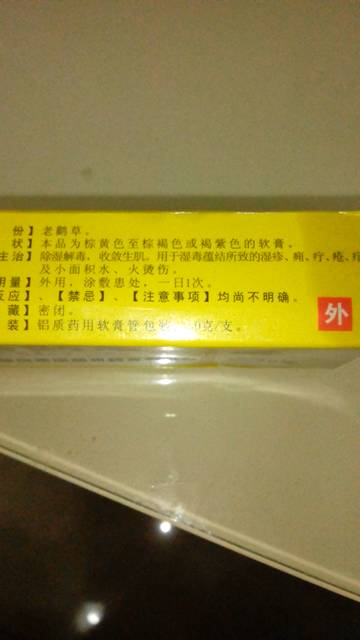 份】老鹳草。
状】本品为棕黄色至棕褐色或褐紫色的软膏。
主治】除湿解毒，收敛生肌。用于湿毒蕴结所致的湿疹、痈、疔、疮、
及小面积水、火烫伤。
用量】外用，涂敷患处，一日1次。
反应】、【禁忌】、【注意事项】均尚不明确。
藏】密闭。
装】铝质药用软膏管包装 0克/支。
外